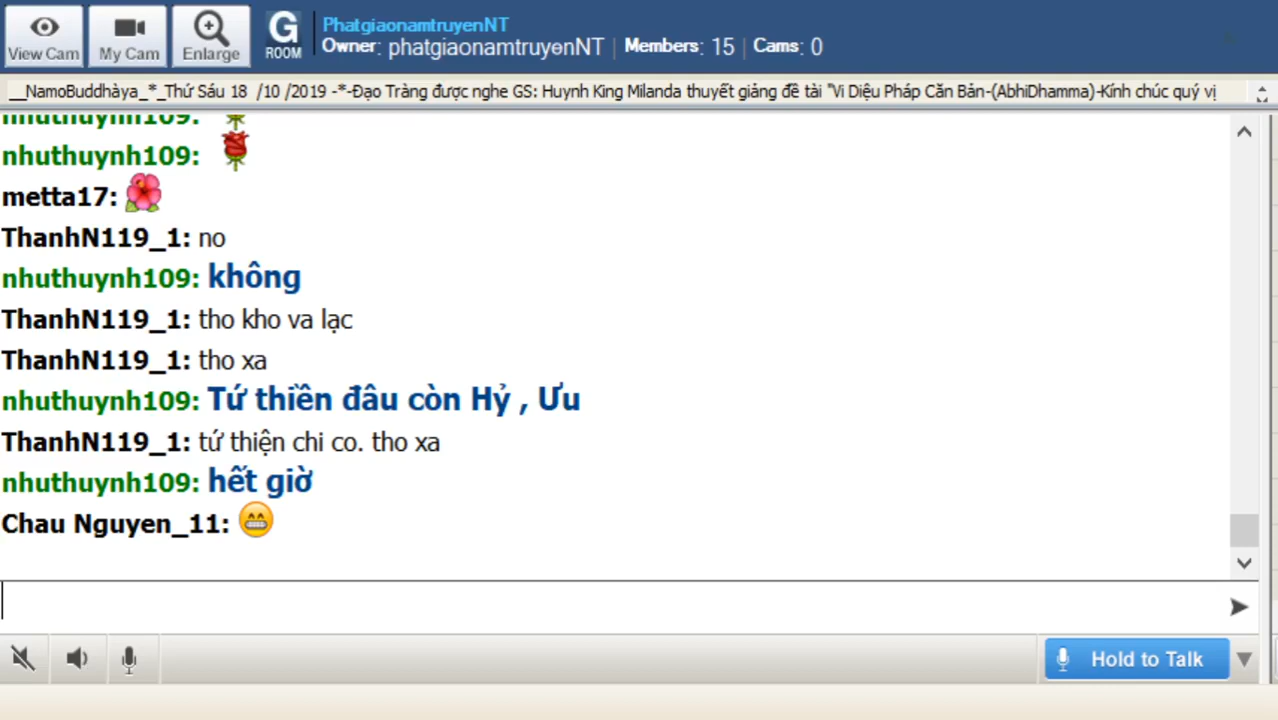 View Cam
My Cam
Enlarge
G
ROOM
PhatgiaonamtruyenNT
Owner: phatgiaonamtruyenNT | Members: 15 | Cams: 0
__NamoBuddhàya_*_Thứ Sáu 18 /10 /2019 -*-Đạo Tràng được nghe GS: Huynh King Milanda thuyết giảng đề tài "Vi Diệu Pháp Căn Bản-(AbhiDhamma)-Kính chúc quý vị
nhuthuynh109:
nhuthuynh109:
metta17:
ThanhN119_1: no
nhuthuynh109: không
ThanhN119_1: tho kho va lạc
ThanhN119_1: tho xa
nhuthuynh109: Tứ thiền đâu còn Hỷ , Ưu
ThanhN119_1: tứ thiện chi co. tho xa
nhuthuynh109: hết giờ
Chau Nguyen_11:
Hold to Talk